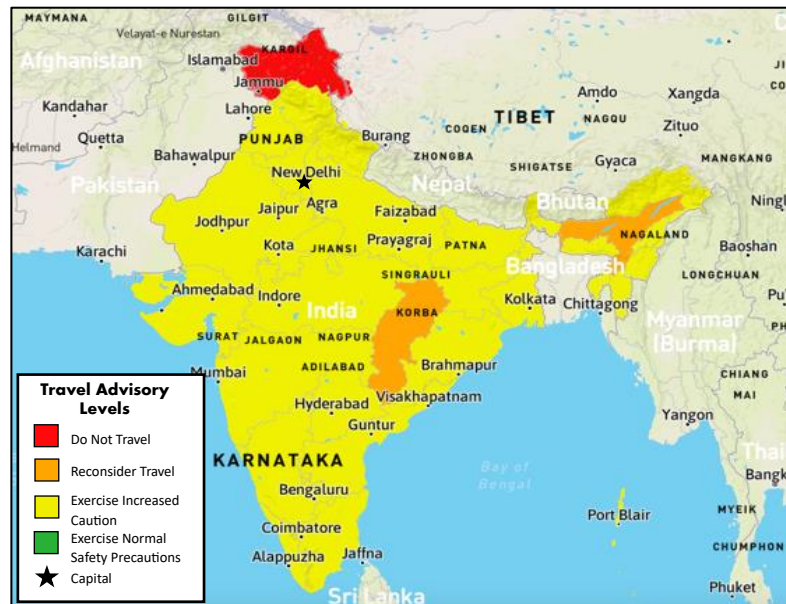 MAYMANA
GILGIT
Velayat-e Nurestan
Afghanistan
Islamabad
KARGIL
Jammu
Kandahar
Lahore
Quetta
Helmand
PUNJAB
Bahawalpur
Pakistan
New Delhi
Burang
COQEN
TIBET
Amdo
Xangda
NAGQU
Zituo
ZHONGBA
SHIGATSE
Gyaca
MANGKANG
Nepal
Bhutan
Jodhpur
Jaipur
Agra
Faizabad
Karachi
Kota
JHANSI
Prayagraj
PATNA
NAGALAND
Baoshan
Bangladesh
SINGRAULI
LONGCHUAN
Ahmedabad
Indore
India
KORBA
Kolkata
Chittagong
Myanmar
(Burma)
SURAT
JALGAON
NAGPUR
Mumbai
ADILABAD
Brahmapur
CHIANG
MAI
Hyderabad
Visakhapatnam
Guntur
Yangon
KARNATAKA
Bay of
Bengal
Bengaluru
Port Blair
MYEIK
Coimbatore
CHUMPHON
Alappuzha
Jaffna
Sri Lanka
Phuket
Travel Advisory
Levels
Do Not Travel
Reconsider Travel
Exercise Increased
Caution
Exercise Normal
Safety Precautions
Capital